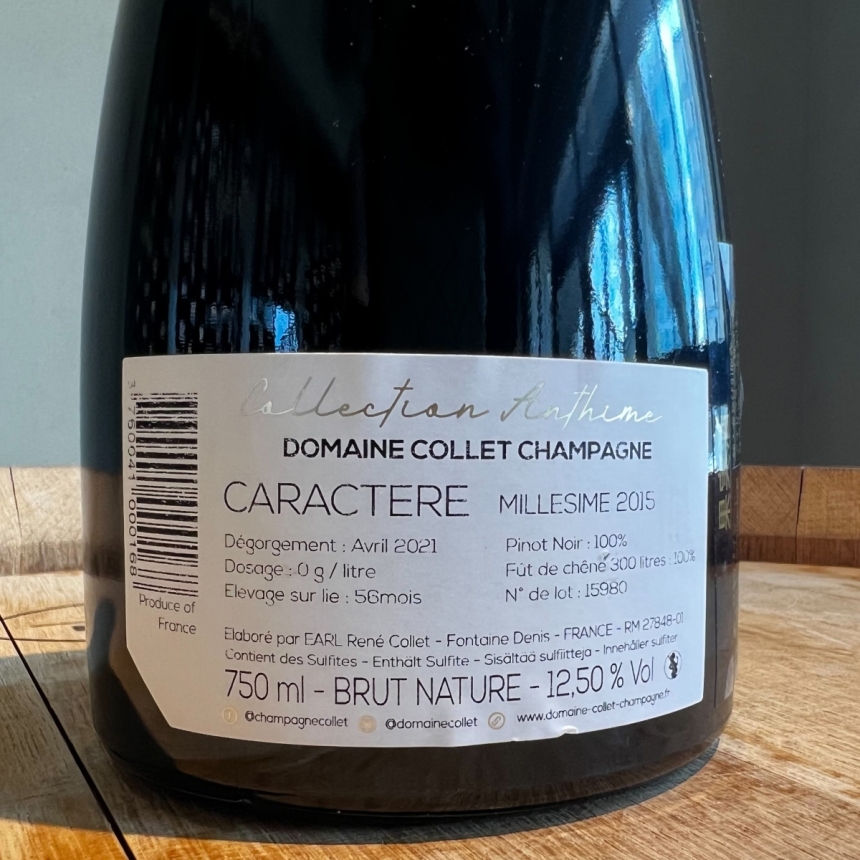 Collection Anthime
DOMAINE COLLET CHAMPAGNE
CARACTERE MILLESIME 2015
Dégorgement : Avril 2021
Dosage : 0 g / litre
Elevage sur lie : 56mois
Pinot Noir : 100%
Fût de chêne 300 litres : 100%
N° de lot : 15980
3 750041 000168
Produce of
France
Elaboré par EARL René Collet - Fontaine Denis - FRANCE - RM 27848-01
Contient des Sulfites - Enthält Sulfite - Sisältää sulfiitteja - Innehåller sulfiter
750 ml - BRUT NATURE - 12,50 % Vol
@champagnecollet @domainecollet www.domaine-collet-champagne.fr